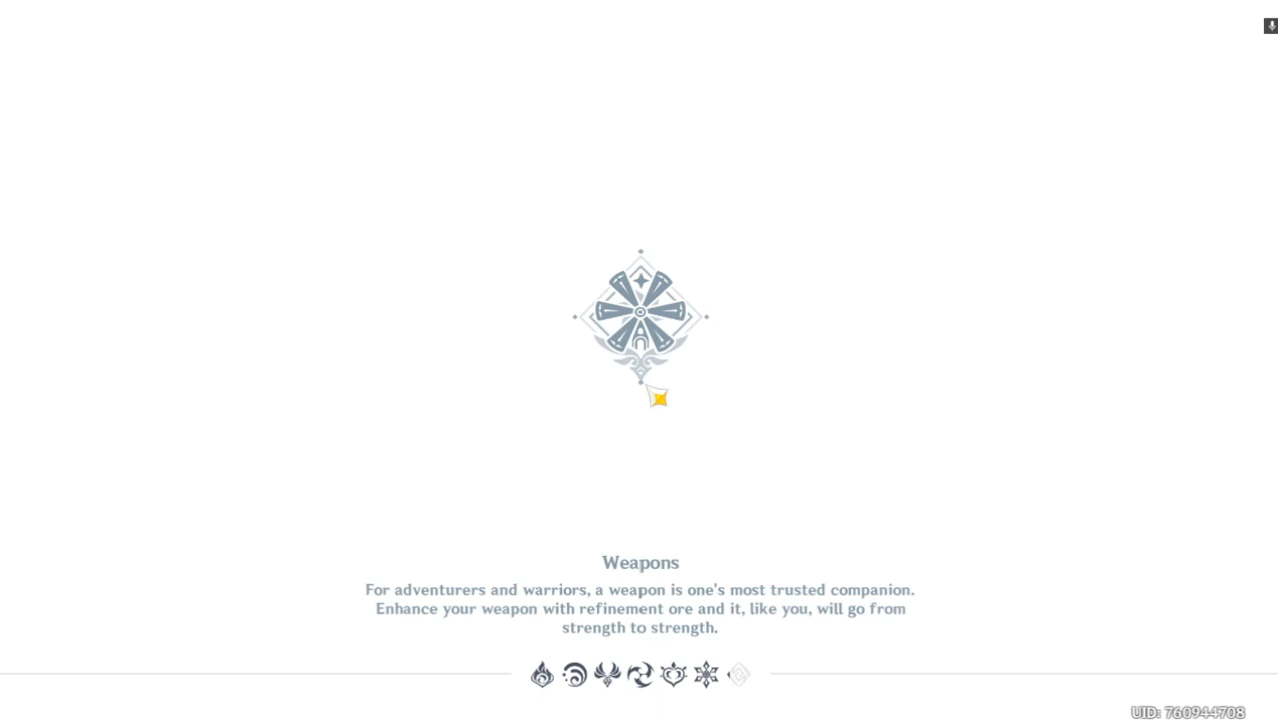 Weapons
For adventurers and warriors, a weapon is one's most trusted companion.
Enhance your weapon with refinement ore and it, like you, will go from
strength to strength.
UID: 760944708